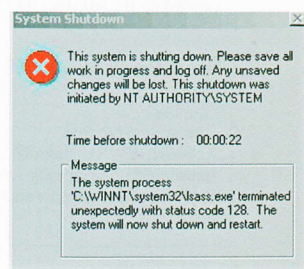 System Shutdown
This system is shutting down. Please save all
work in progress and log off. Any unsaved
changes will be lost. This shutdown was
initiated by NT AUTHORITY\SYSTEM
Time before shutdown : 00:00:22
Message
The system process
'C:\WINNT\system32\lsass.exe' terminated
unexpectedly with status code 128. The
system will now shut down and restart.